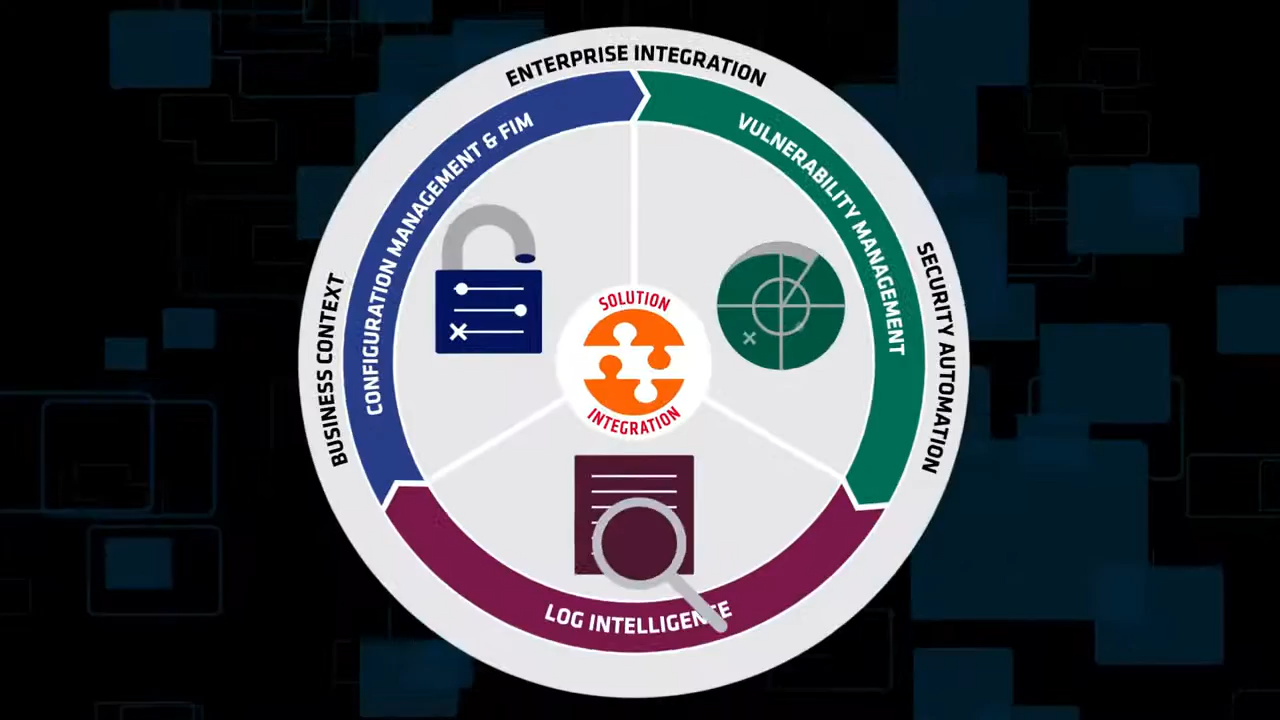 ENTERPRISE INTEGRATION
CONFIGURATION MANAGEMENT & FIM
VULNERABILITY MANAGEMENT
BUSINESS CONTEXT
SECURITY AUTOMATION
SOLUTION
INTEGRATION
LOG INTELLIGENCE